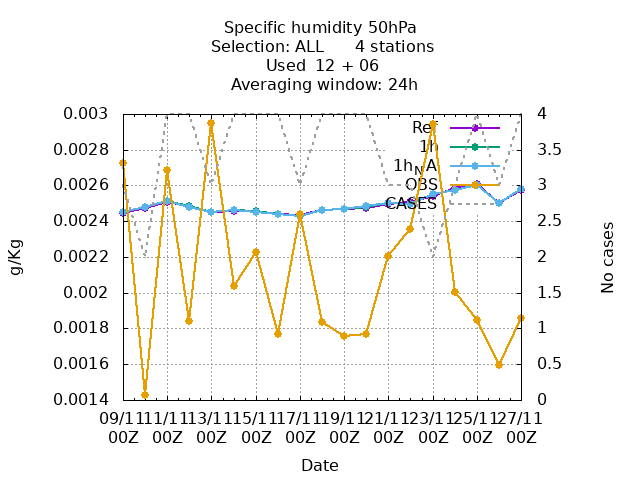 Specific humidity 50hPa
Selection: ALL 4 stations
Used 12 + 06
Averaging window: 24h
0.003
0.0028
0.0026
0.0024
0.0022
0.002
0.0018
0.0016
0.0014
g/Kg
4
3.5
3
2.5
2
1.5
1
0.5
0
No cases
Ref
1h
1h_NA
OBS
CASES
09/11 11/11 13/11 15/11 17/11 19/11 21/11 23/11 25/11 27/11
00Z 00Z 00Z 00Z 00Z 00Z 00Z 00Z 00Z 00Z
Date